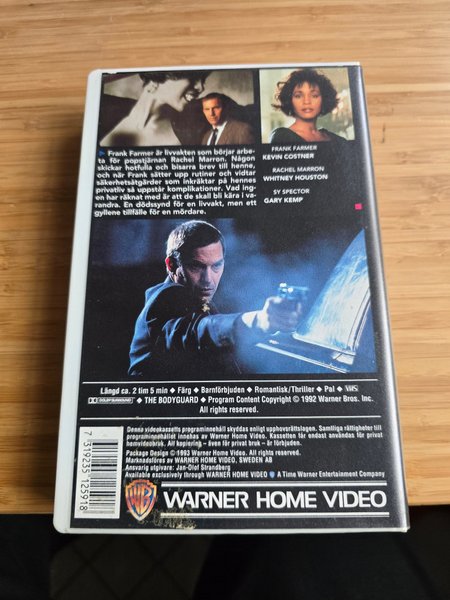 Frank Farmer är livvakten som börjar arbe-
ta för popstjärnan Rachel Marron. Någon
skickar hotfulla och bisarra brev till henne,
och när Frank sätter upp rutiner och vidtar
säkerhetsåtgärder som inkräktar på hennes
privatliv så uppstår komplikationer. Vad ing-
en har räknat med är att de skall bli kära i va-
randra. En dödssynd för en livvakt, men ett
gyllene tillfälle för en mördare.
FRANK FARMER
KEVIN COSTNER
RACHEL MARRON
WHITNEY HOUSTON
SY SPECTOR
GARY KEMP
Längd ca. 2 tim 5 min ◆ Färg ◆ Barnförbjuden ◆ Romantisk/Thriller ◆ Pal ◆ VHS
DOLBY SURROUND ◆ THE BODYGUARD ◆ Program Content Copyright © 1992 Warner Bros. Inc.
All rights reserved.
Denna videokassetts programinnehåll skyddas enligt upphovsrättslagen. Samtliga rättigheter till
programinnehållet innehas av Warner Home Video. Kassetten får endast användas för privat
hemvideobruk. All kopiering – även för privat bruk – är förbjuden.
Package Design © 1993 Warner Home Video. All rights reserved.
Marknadsföres av WARNER HOME VIDEO, SWEDEN AB
Ansvarig utgivare: Jan-Olof Strandberg
Available exclusively through WARNER HOME VIDEO A Time Warner Entertainment Company
WB WARNER HOME VIDEO
7 319235 125918